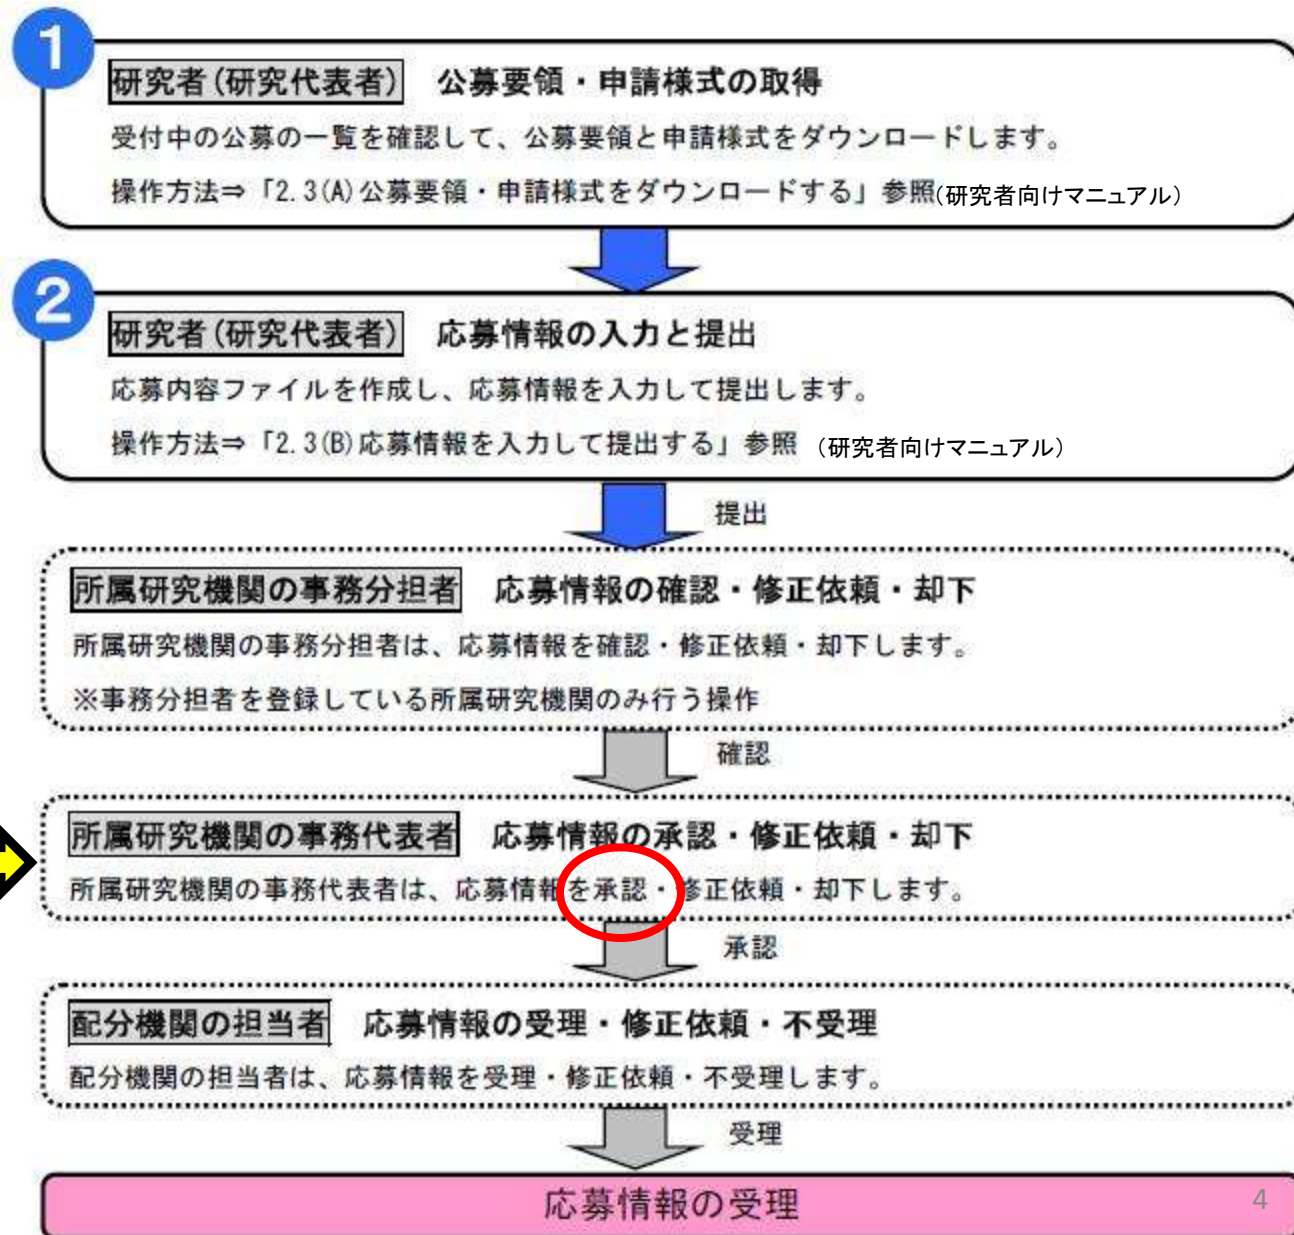 1
研究者(研究代表者) 公募要領・申請様式の取得
受付中の公募の一覧を確認して、公募要領と申請様式をダウンロードします。
操作方法⇒「2.3(A)公募要領・申請様式をダウンロードする」参照(研究者向けマニュアル)
2
研究者(研究代表者) 応募情報の入力と提出
応募内容ファイルを作成し、応募情報を入力して提出します。
操作方法⇒「2.3(B)応募情報を入力して提出する」参照 (研究者向けマニュアル)
提出
所属研究機関の事務分担者 応募情報の確認・修正依頼・却下
所属研究機関の事務分担者は、応募情報を確認・修正依頼・却下します。
※事務分担者を登録している所属研究機関のみ行う操作
確認
所属研究機関の事務代表者 応募情報の承認・修正依頼・却下
所属研究機関の事務代表者は、応募情報を承認・修正依頼・却下します。
承認
配分機関の担当者 応募情報の受理・修正依頼・不受理
配分機関の担当者は、応募情報を受理・修正依頼・不受理します。
受理
応募情報の受理
4